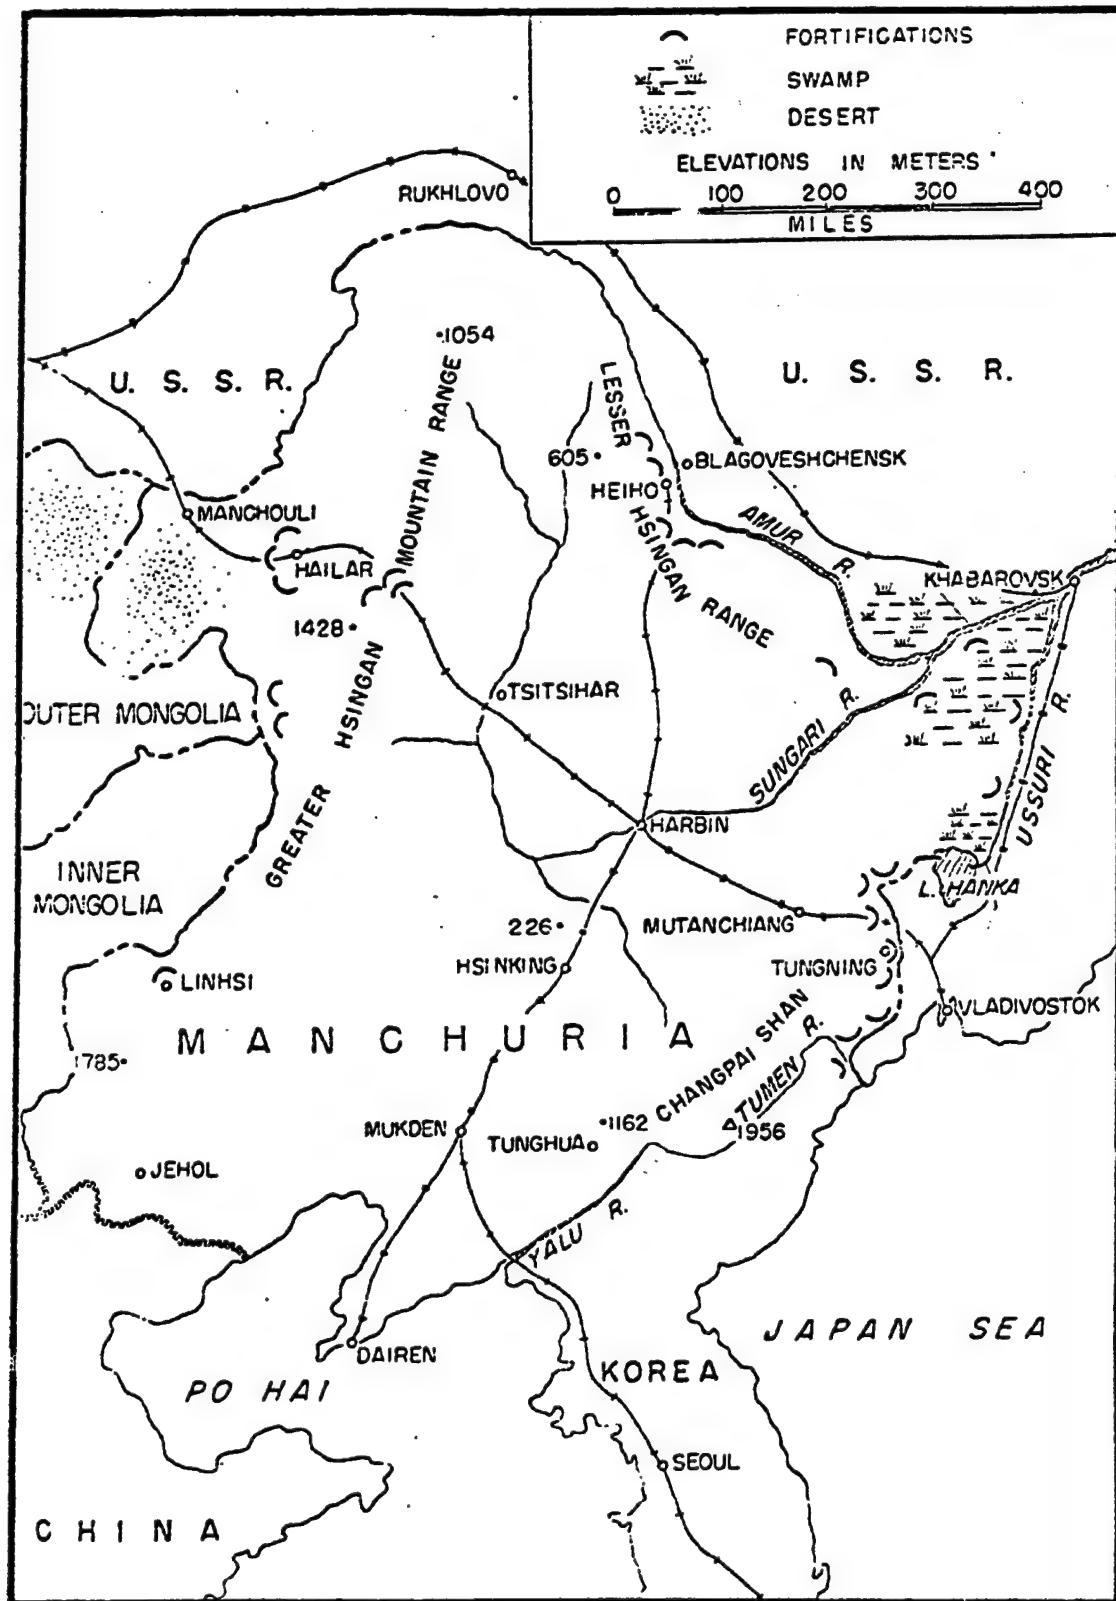 FORTIFICATIONS
SWAMP
DESERT
ELEVATIONS IN METERS
0 100 200 300 400
MILES
RUKHLOVO
1054
U. S. S. R.
U. S. S. R.
LESSER
HSINGAN RANGE
605
BLAGOVESHCHENSK
HEIHO
MANCHOULI
MOUNTAIN RANGE
HAILAR
AMUR R.
KHABAROVSK
1428
TSITSIHAR
OUTER MONGOLIA
GREATER HSINGAN
SUNGARI R.
USSURI R.
HARBIN
INNER
MONGOLIA
L. HANKA
MUTANCHIANG
226
HSINKING
TUNGNING
LINHSI
VLADIVOSTOK
MANCHURIA
1785
CHANGPAI SHAN
TUMEN R.
1162
1956
MUKDEN
TUNGHUA
JEHOL
YALU R.
JAPAN SEA
DAIREN
KOREA
PO HAI
SEOUL
CHINA